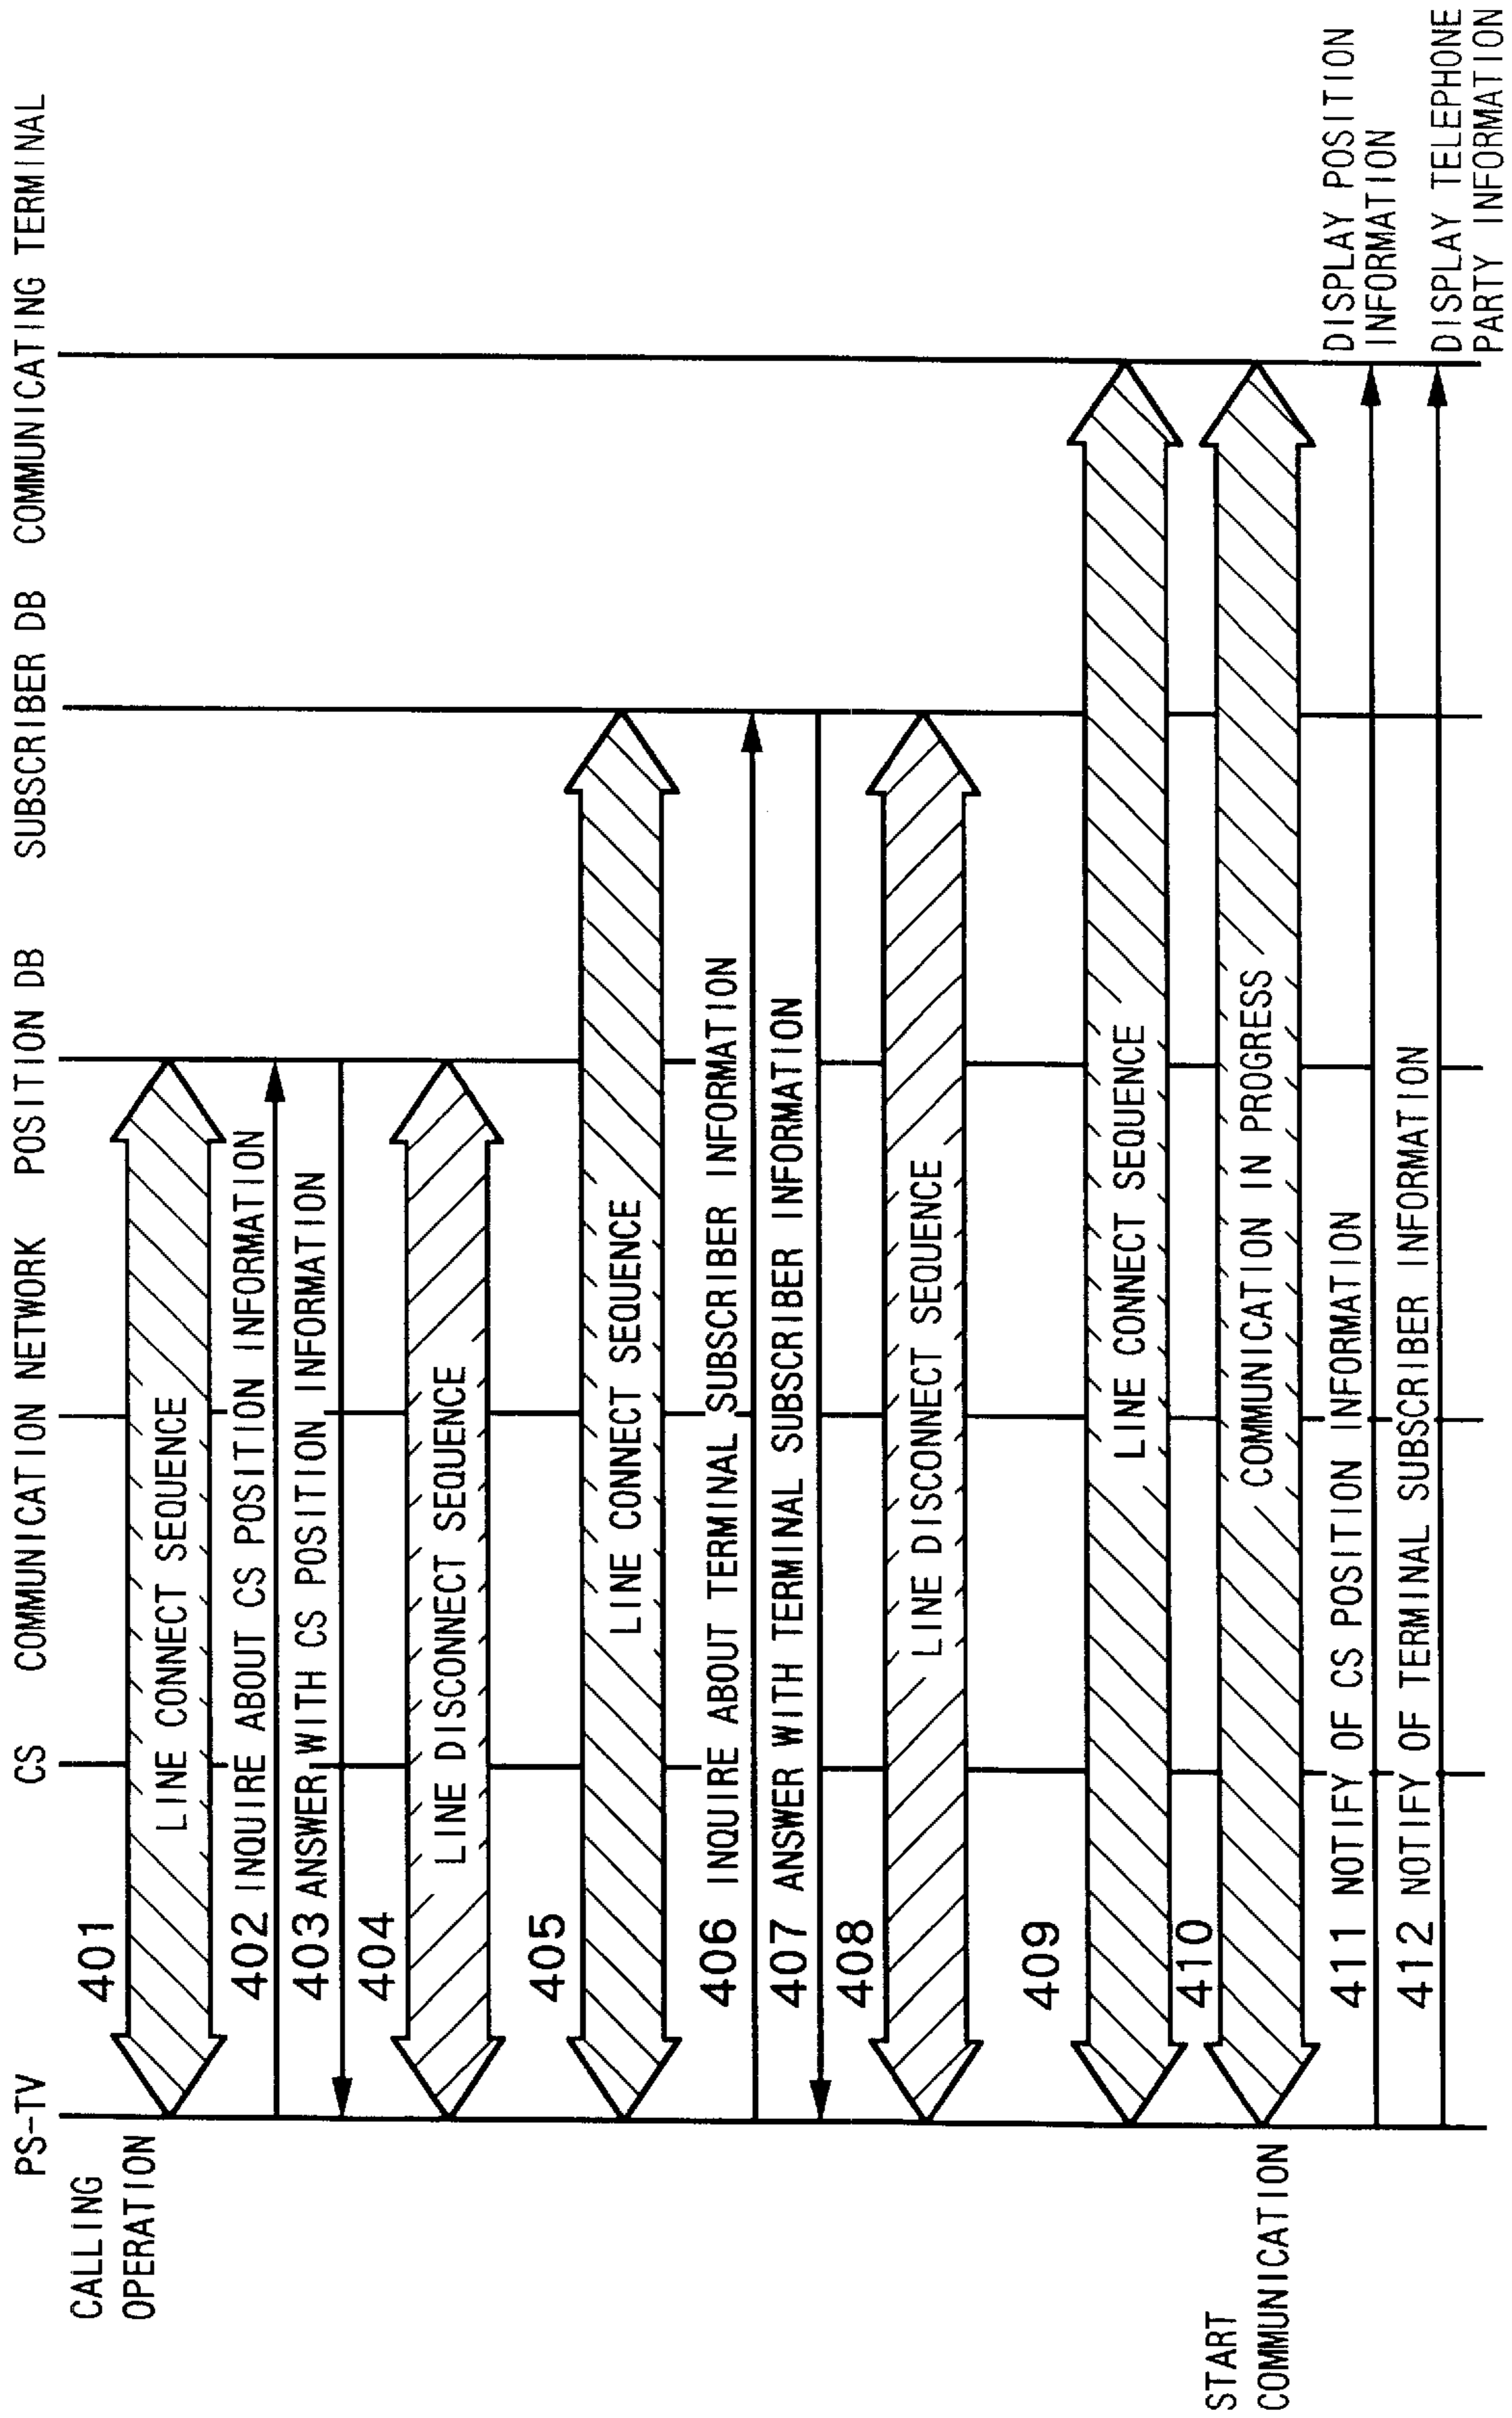 PS-TV
CS
COMMUNICATION NETWORK
POSITION DB
SUBSCRIBER DB
COMMUNICATING TERMINAL
CALLING
OPERATION
401
LINE CONNECT SEQUENCE
402 INQUIRE ABOUT CS POSITION INFORMATION
403 ANSWER WITH CS POSITION INFORMATION
404
LINE DISCONNECT SEQUENCE
405
LINE CONNECT SEQUENCE
406 INQUIRE ABOUT TERMINAL SUBSCRIBER INFORMATION
407 ANSWER WITH TERMINAL SUBSCRIBER INFORMATION
408
LINE DISCONNECT SEQUENCE
409
LINE CONNECT SEQUENCE
START
COMMUNICATION
410
COMMUNICATION IN PROGRESS
411 NOTIFY OF CS POSITION INFORMATION
DISPLAY POSITION
INFORMATION
412 NOTIFY OF TERMINAL SUBSCRIBER INFORMATION
DISPLAY TELEPHONE
PARTY INFORMATION